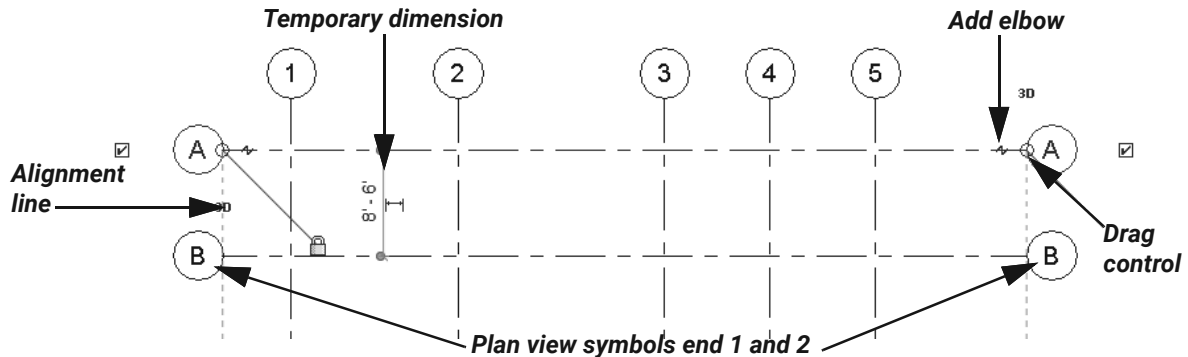 Temporary dimension
Add elbow
1 2 3 4 5
3D
A A
Alignment
line
3D
8' - 6"
Drag
control
B B
Plan view symbols end 1 and 2